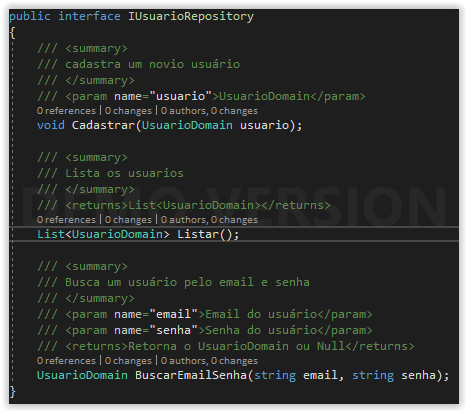 public interface IUsuarioRepository
{
/// <summary>
/// cadastra um novio usuário
/// </summary>
/// <param name="usuario">UsuarioDomain</param>
0 references | 0 changes | 0 authors, 0 changes
void Cadastrar(UsuarioDomain usuario);
/// <summary>
/// Lista os usuarios
/// </summary>
/// <returns>List<UsuarioDomain></returns>
0 references | 0 changes | 0 authors, 0 changes
List<UsuarioDomain> Listar();
/// <summary>
/// Busca um usuário pelo email e senha
/// </summary>
/// <param name="email">Email do usuário</param>
/// <param name="senha">Senha do usuário</param>
/// <returns>Retorna o UsuarioDomain ou Null</returns>
0 references | 0 changes | 0 authors, 0 changes
UsuarioDomain BuscarEmailSenha(string email, string senha);
}
VERSION